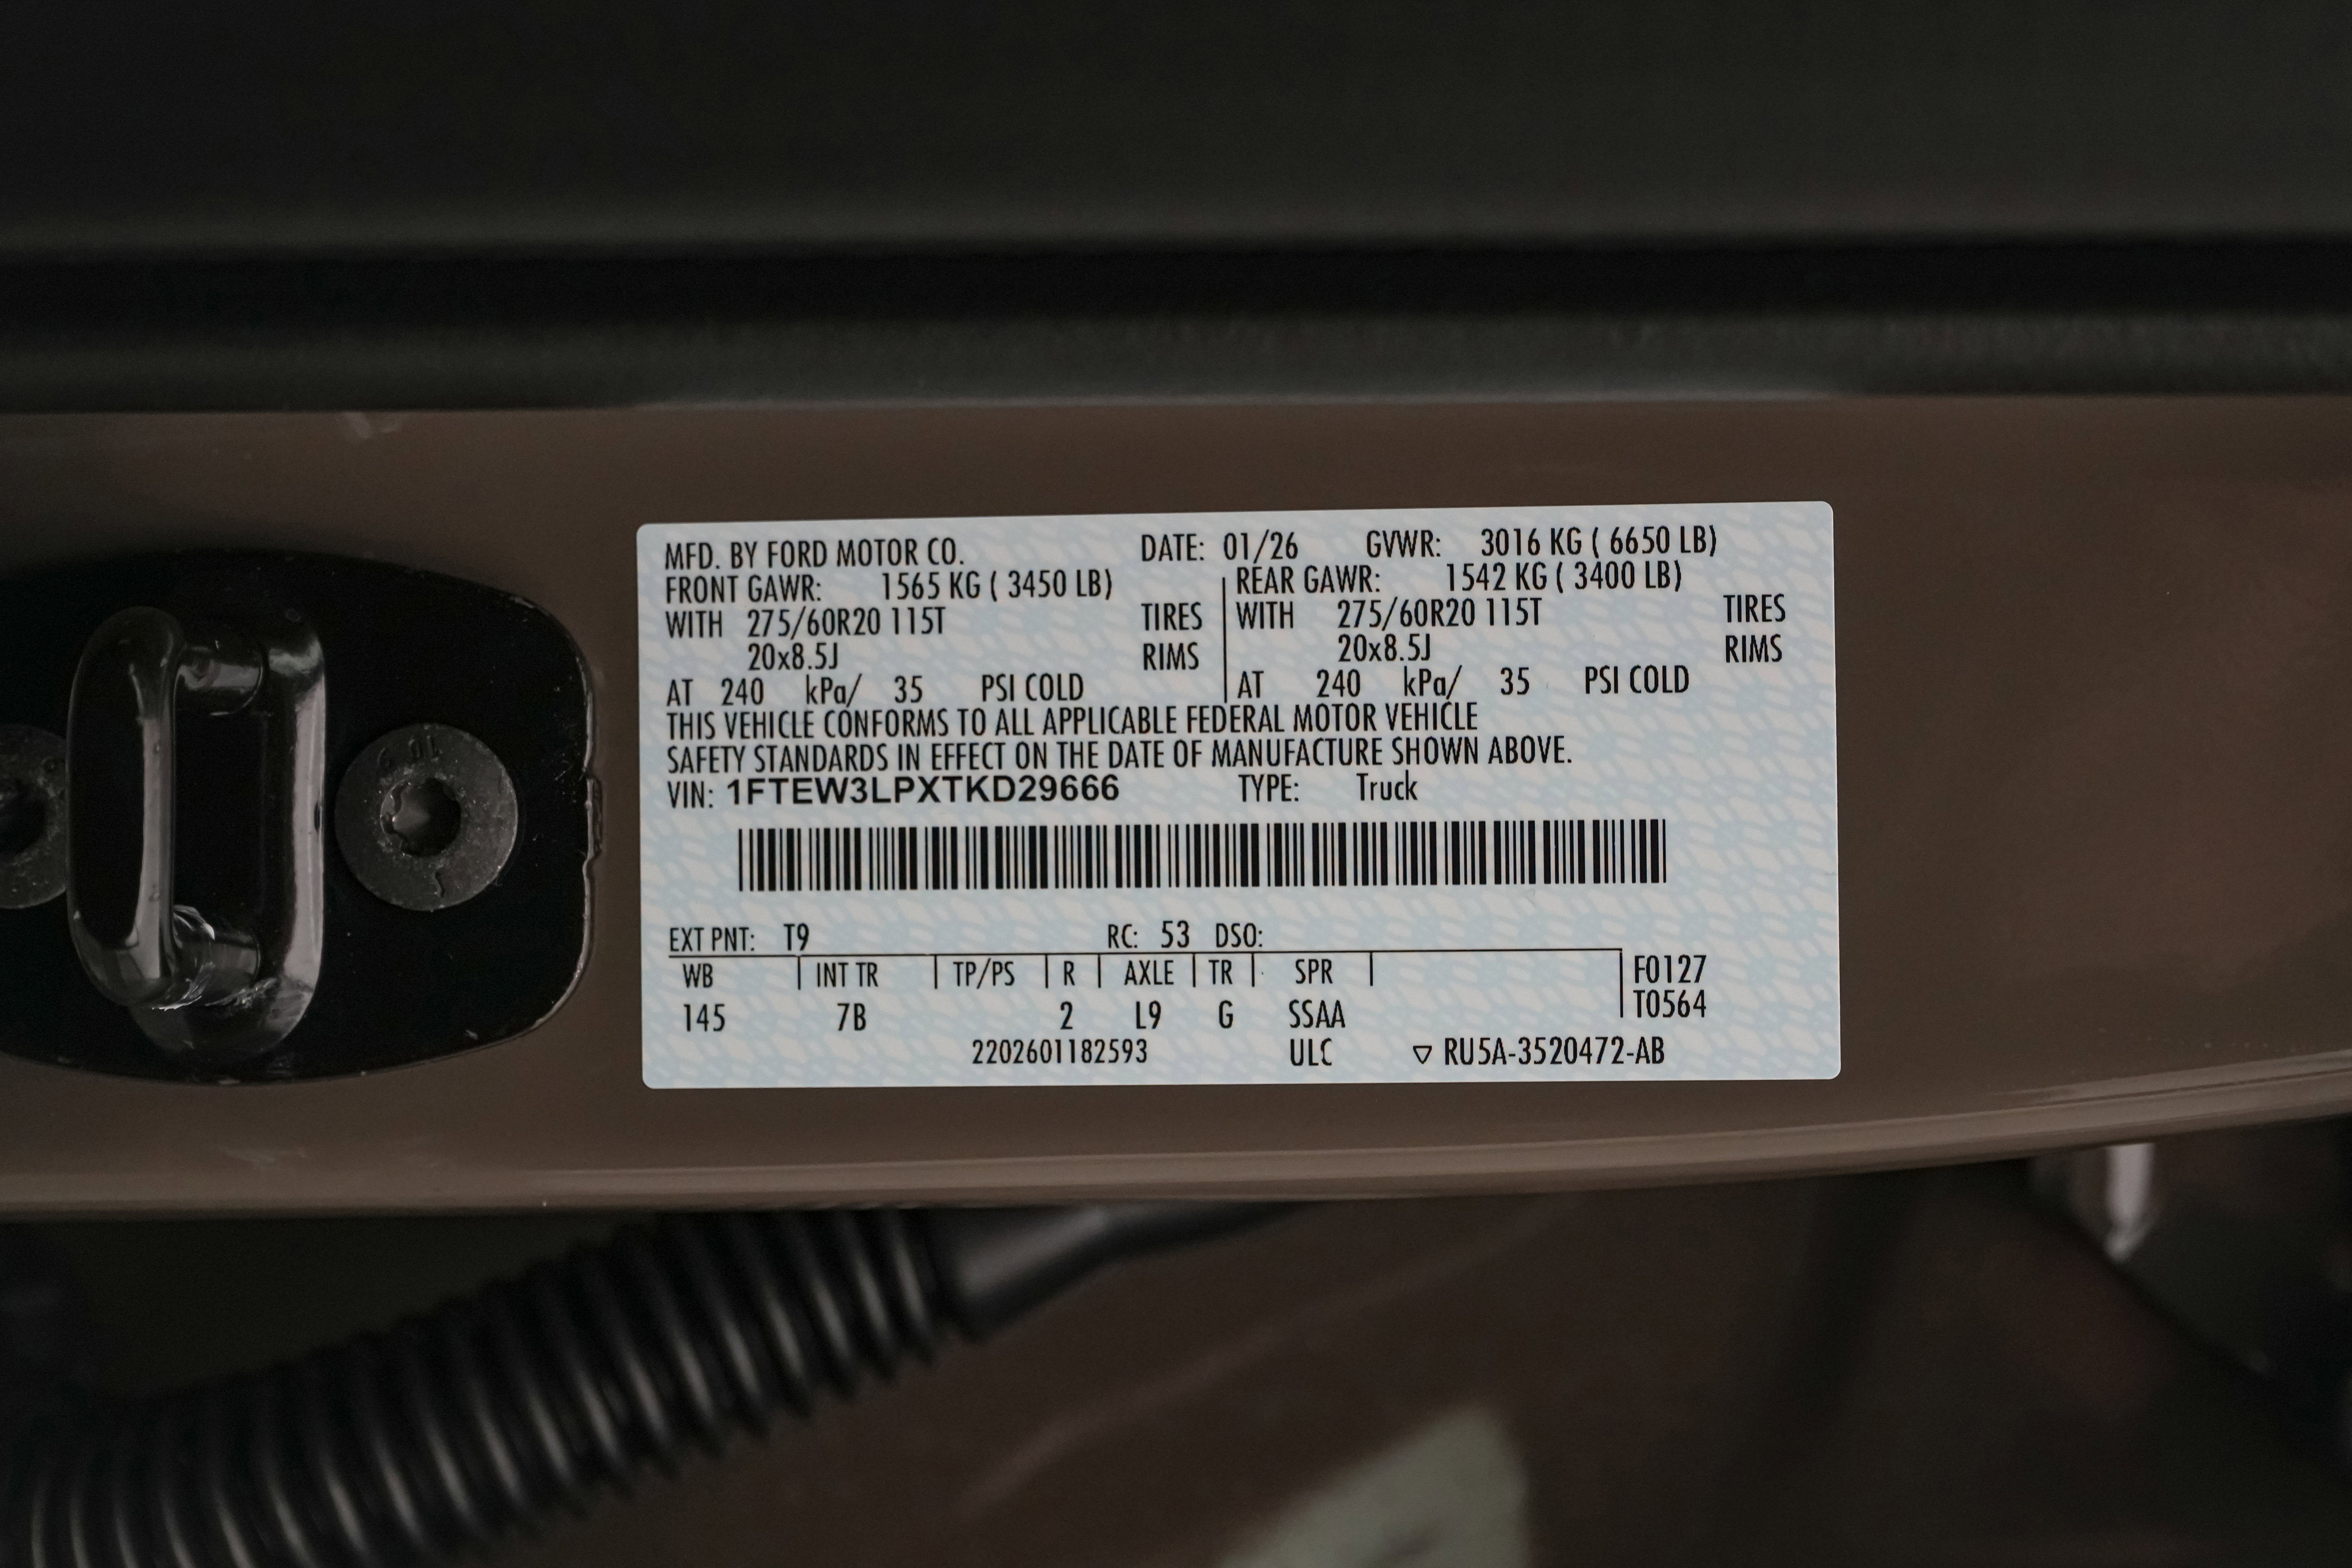 MFD. BY FORD MOTOR CO. DATE: 01/26 GVWR: 3016 KG ( 6650 LB)
FRONT GAWR: 1565 KG ( 3450 LB) REAR GAWR: 1542 KG ( 3400 LB)
WITH 275/60R20 115T TIRES WITH 275/60R20 115T TIRES
20x8.5J RIMS 20x8.5J RIMS
AT 240 kPa/ 35 PSI COLD AT 240 kPa/ 35 PSI COLD
THIS VEHICLE CONFORMS TO ALL APPLICABLE FEDERAL MOTOR VEHICLE
SAFETY STANDARDS IN EFFECT ON THE DATE OF MANUFACTURE SHOWN ABOVE.
VIN: 1FTEW3LPXTKD29666 TYPE: Truck
EXT PNT: T9 RC: 53 DSO:
WB INT TR TP/PS R AXLE TR SPR F0127
145 7B 2 L9 G SSAA T0564
2202601182593 ULC ▽ RU5A-3520472-AB